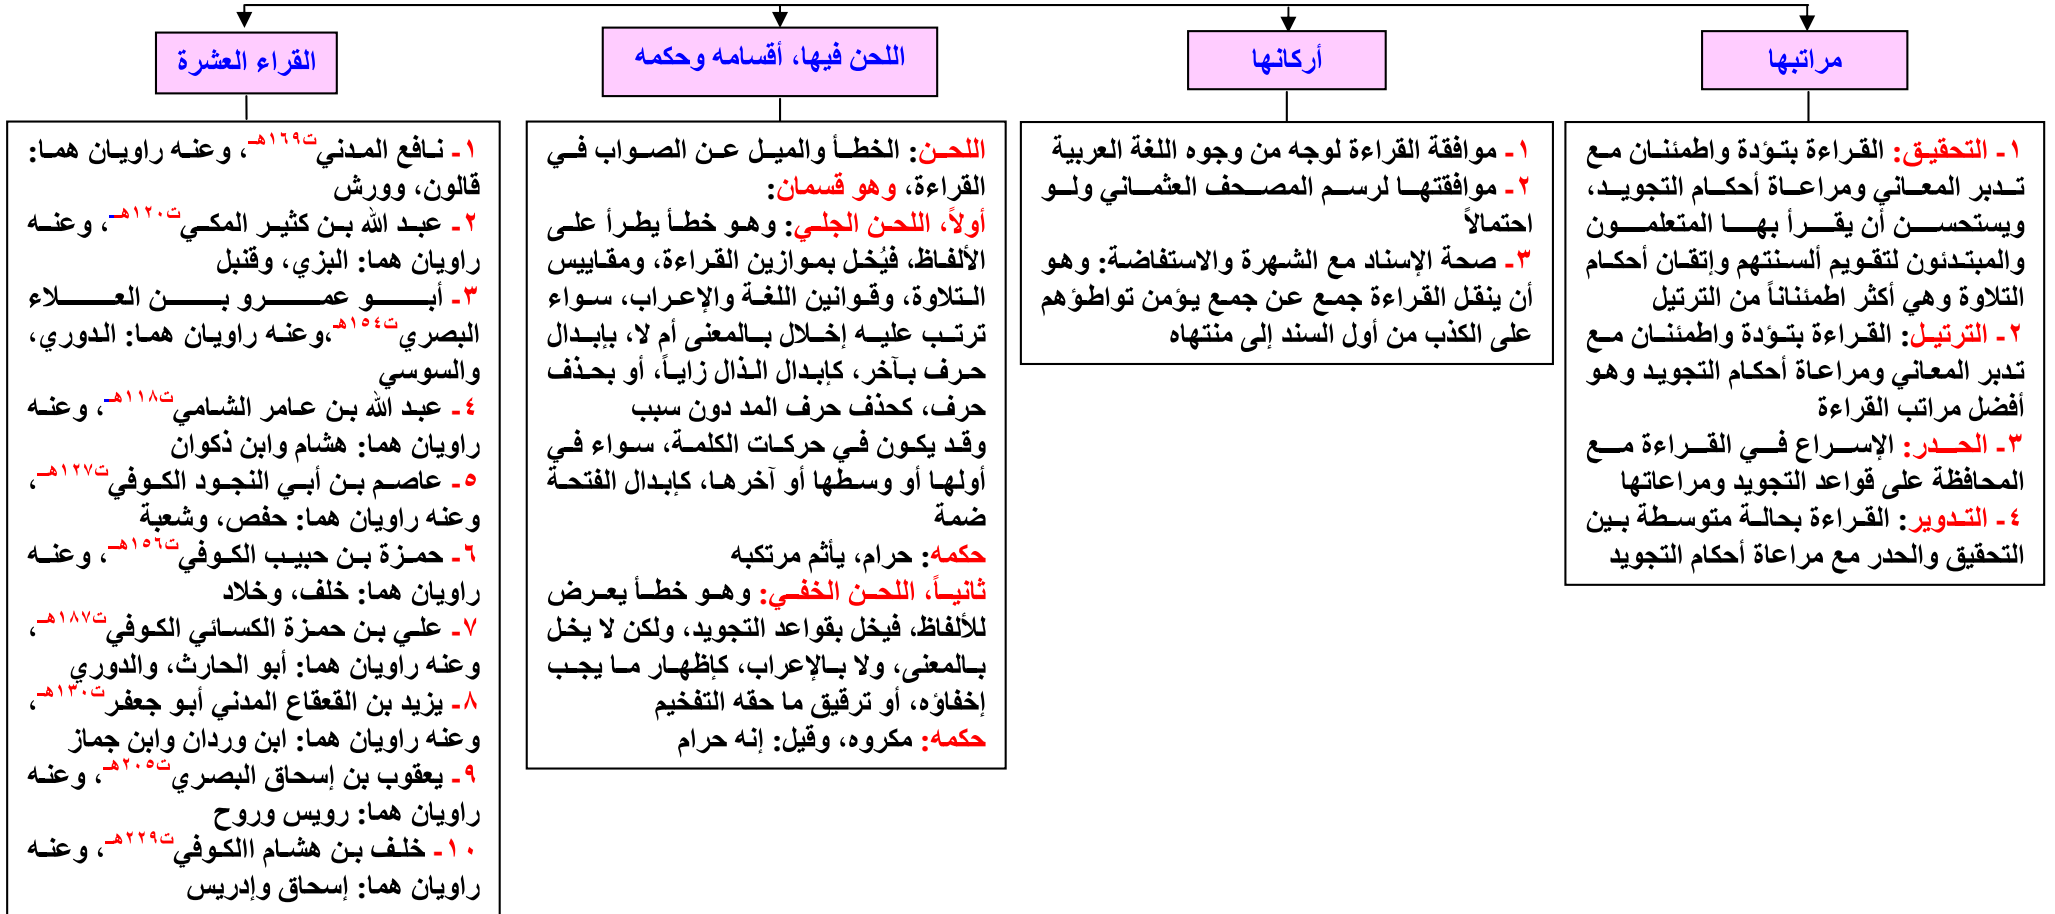 مراتبها
١- التحقيق: القراءة بتؤدة واطمئنان مع
تدبر المعاني ومراعاة أحكام التجويد،
ويستحسن أن يقرأ بها المتعلمون
والمبتدئون لتقويم ألسنتهم وإتقان أحكام
التلاوة وهي أكثر اطمئناناً من الترتيل
٢- الترتيل: القراءة بتؤدة واطمئنان مع
تدبر المعاني ومراعاة أحكام التجويد وهو
أفضل مراتب القراءة
٣- الحدر: الإسراع في القراءة مع
المحافظة على قواعد التجويد ومراعاتها
٤- التدوير: القراءة بحالة متوسطة بين
التحقيق والحدر مع مراعاة أحكام التجويد
أركانها
١- موافقة القراءة لوجه من وجوه اللغة العربية
٢- موافقتها لرسم المصحف العثماني ولو
احتمالاً
٣- صحة الإسناد مع الشهرة والاستفاضة: وهو
أن ينقل القراءة جمع عن جمع يؤمن تواطؤهم
على الكذب من أول السند إلى منتهاه
اللحن فيها، أقسامه وحكمه
اللحن: الخطأ والميل عن الصواب في
القراءة، وهو قسمان:
أولاً، اللحن الجلي: وهو خطأ يطرأ على
الألفاظ، فيُخل بموازين القراءة، ومقاييس
التلاوة، وقوانين اللغة والإعراب، سواء
ترتب عليه إخلال بالمعنى أم لا، بإبدال
حرف بآخر، كإبدال الذال زاياً، أو بحذف
حرف، كحذف حرف المد دون سبب
وقد يكون في حركات الكلمة، سواء في
أولها أو وسطها أو آخرها، كإبدال الفتحة
ضمة
حكمه: حرام، يأثم مرتكبه
ثانياً، اللحن الخفي: وهو خطأ يعرض
للألفاظ، فيخل بقواعد التجويد، ولكن لا يخل
بالمعنى، ولا بالإعراب، كإظهار ما يجب
إخفاؤه، أو ترقيق ما حقه التفخيم
حكمه: مكروه، وقيل: إنه حرام
القراء العشرة
١- نافع المدني ت١٦٩هـ، وعنه راويان هما:
قالون، وورش
٢- عبد الله بن كثير المكي ت١٢٠هـ، وعنه
راويان هما: البزي، وقنبل
٣- أبو عمرو بن العلاء
البصري ت١٥٤هـ،وعنه راويان هما: الدوري،
والسوسي
٤- عبد الله بن عامر الشامي ت١١٨هـ، وعنه
راويان هما: هشام وابن ذكوان
٥- عاصم بن أبي النجود الكوفي ت١٢٧هـ،
وعنه راويان هما: حفص، وشعبة
٦- حمزة بن حبيب الكوفي ت١٥٦هـ، وعنه
راويان هما: خلف، وخلاد
٧- علي بن حمزة الكسائي الكوفي ت١٨٧هـ،
وعنه راويان هما: أبو الحارث، والدوري
٨- يزيد بن القعقاع المدني أبو جعفر ت١٣٠هـ،
وعنه راويان هما: ابن وردان وابن جماز
٩- يعقوب بن إسحاق البصري ت٢٠٥هـ، وعنه
راويان هما: رويس وروح
١٠- خلف بن هشام االكوفي ت٢٢٩هـ، وعنه
راويان هما: إسحاق وإدريس